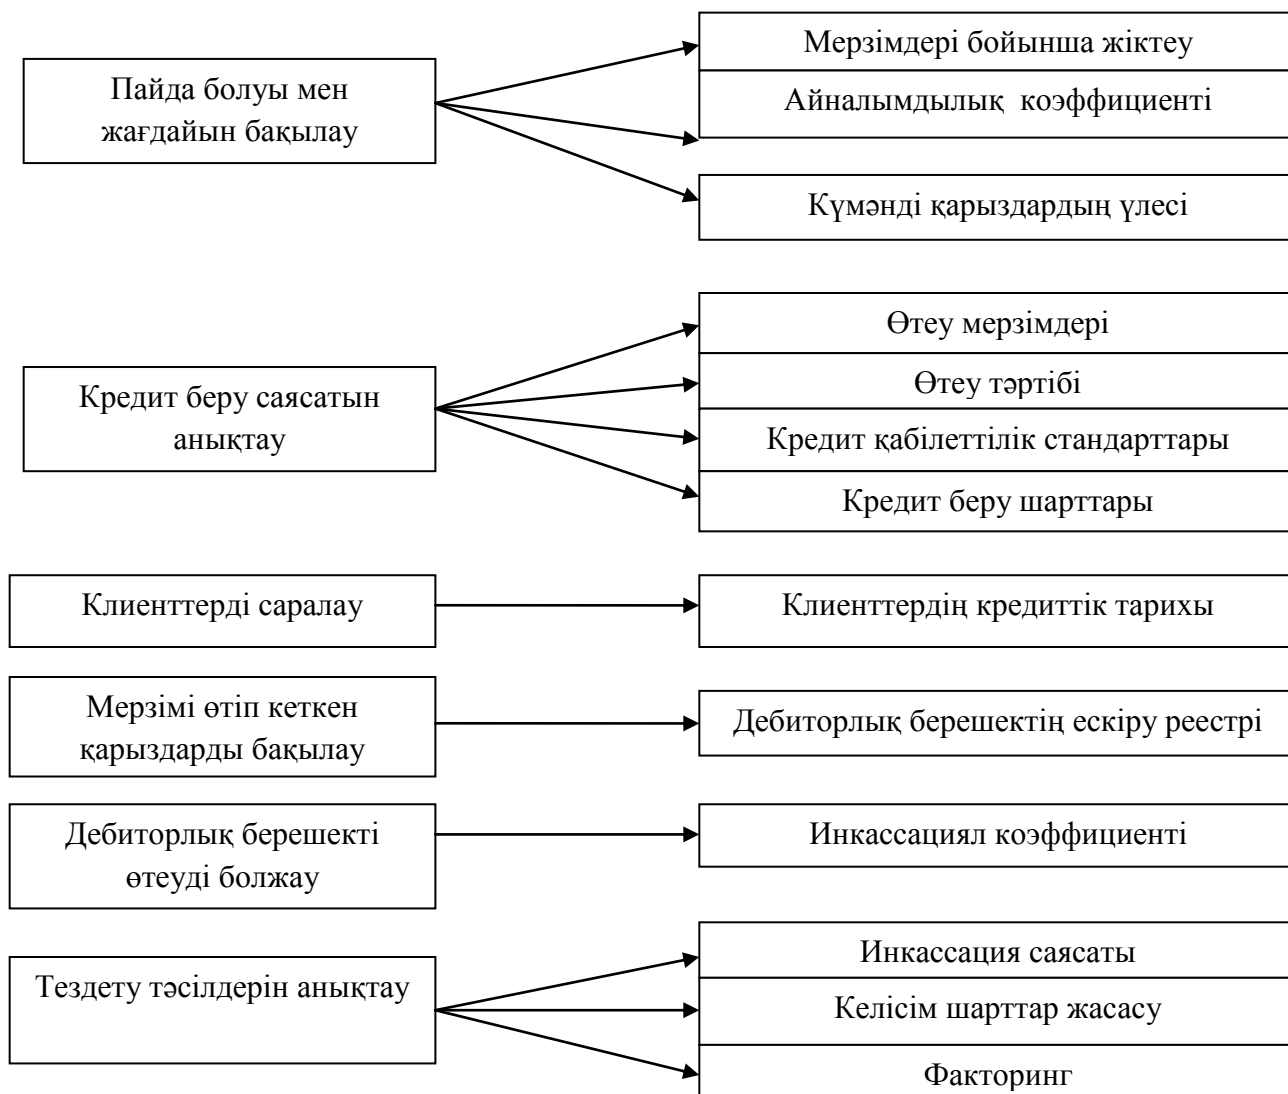 Пайда болуы мен
жағдайын бақылау
Мерзімдері бойынша жіктеу
Айналымдылық коэффициенті
Күмәнді қарыздардың үлесі
Кредит беру саясатын
анықтау
Өтеу мерзімдері
Өтеу тәртібі
Кредит қабілеттілік стандарттары
Кредит беру шарттары
Клиенттерді саралау
Клиенттердің кредиттік тарихы
Мерзімі өтіп кеткен
қарыздарды бақылау
Дебиторлық берешектің ескіру реестрі
Дебиторлық берешекті
өтеуді болжау
Инкассациял коэффициенті
Тездету тәсілдерін анықтау
Инкассация саясаты
Келісім шарттар жасасу
Факторинг